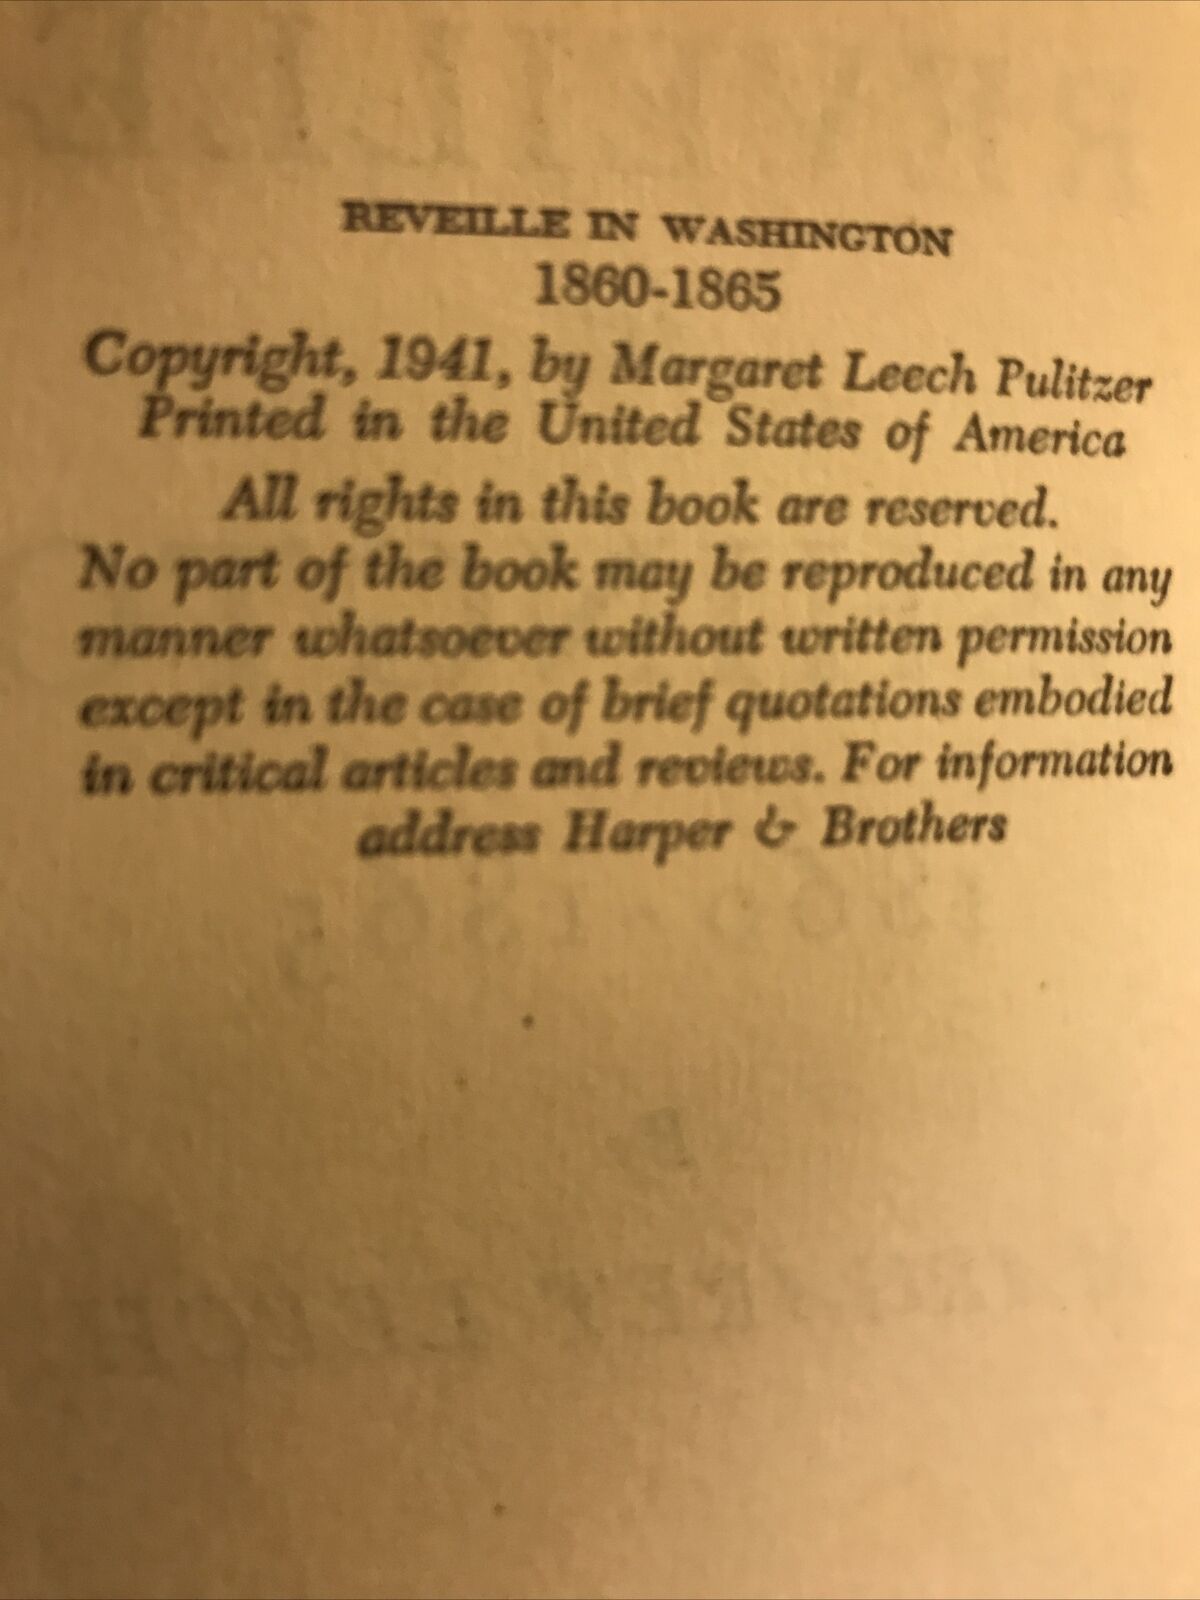 REVEILLE IN WASHINGTON
1860-1865
Copyright, 1941, by Margaret Leech Pulitzer
Printed in the United States of America
All rights in this book are reserved.
No part of the book may be reproduced in any
manner whatsoever without written permission
except in the case of brief quotations embodied
in critical articles and reviews. For information
address Harper & Brothers